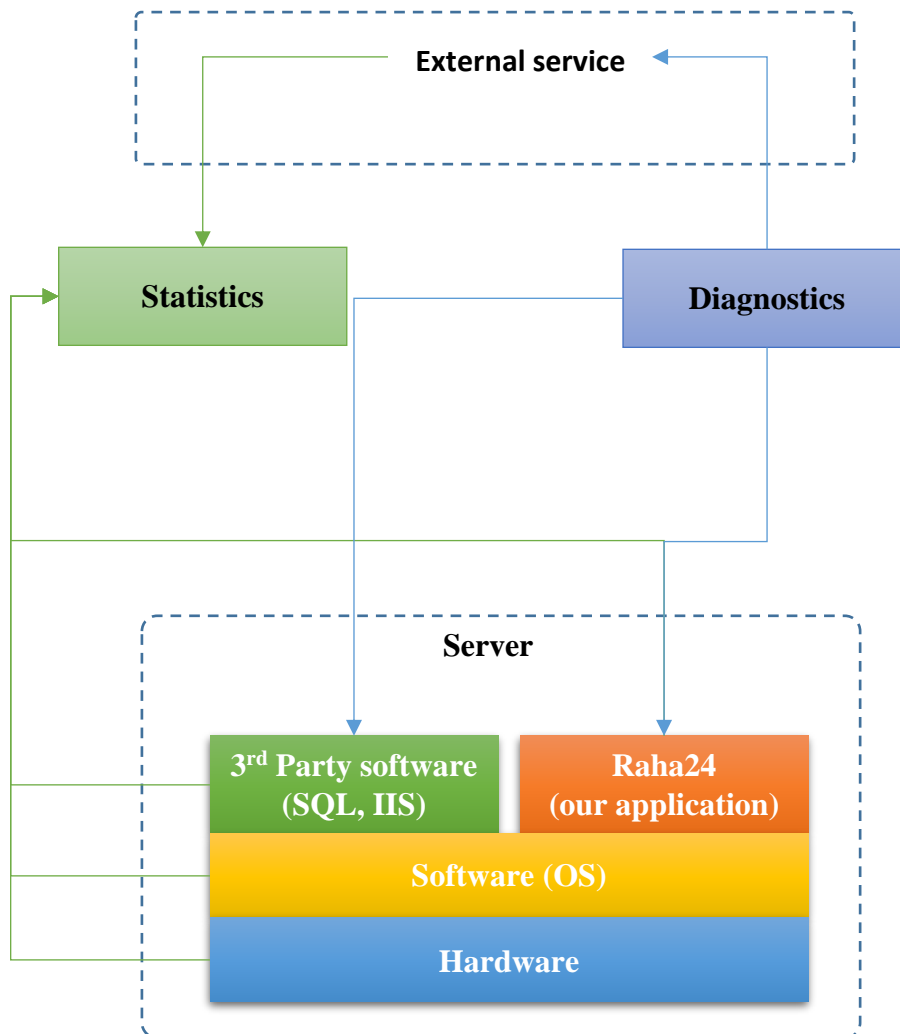 External service
Statistics
Diagnostics
Server
3rd Party software
(SQL, IIS)
Raha24
(our application)
Software (OS)
Hardware